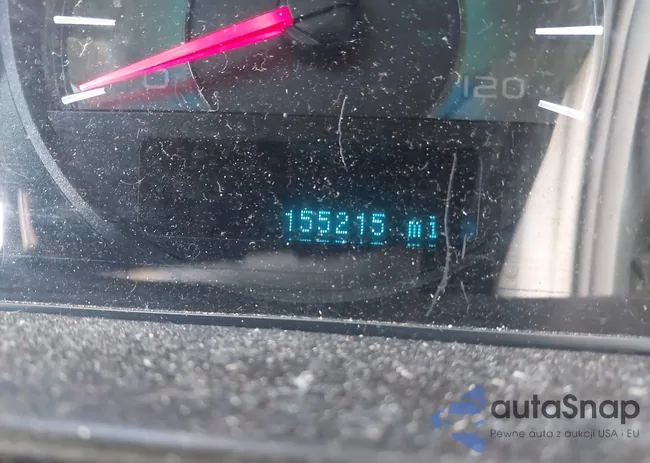 0 120
155215 mi
autaSnap
Pewne auta z aukcji USA i EU